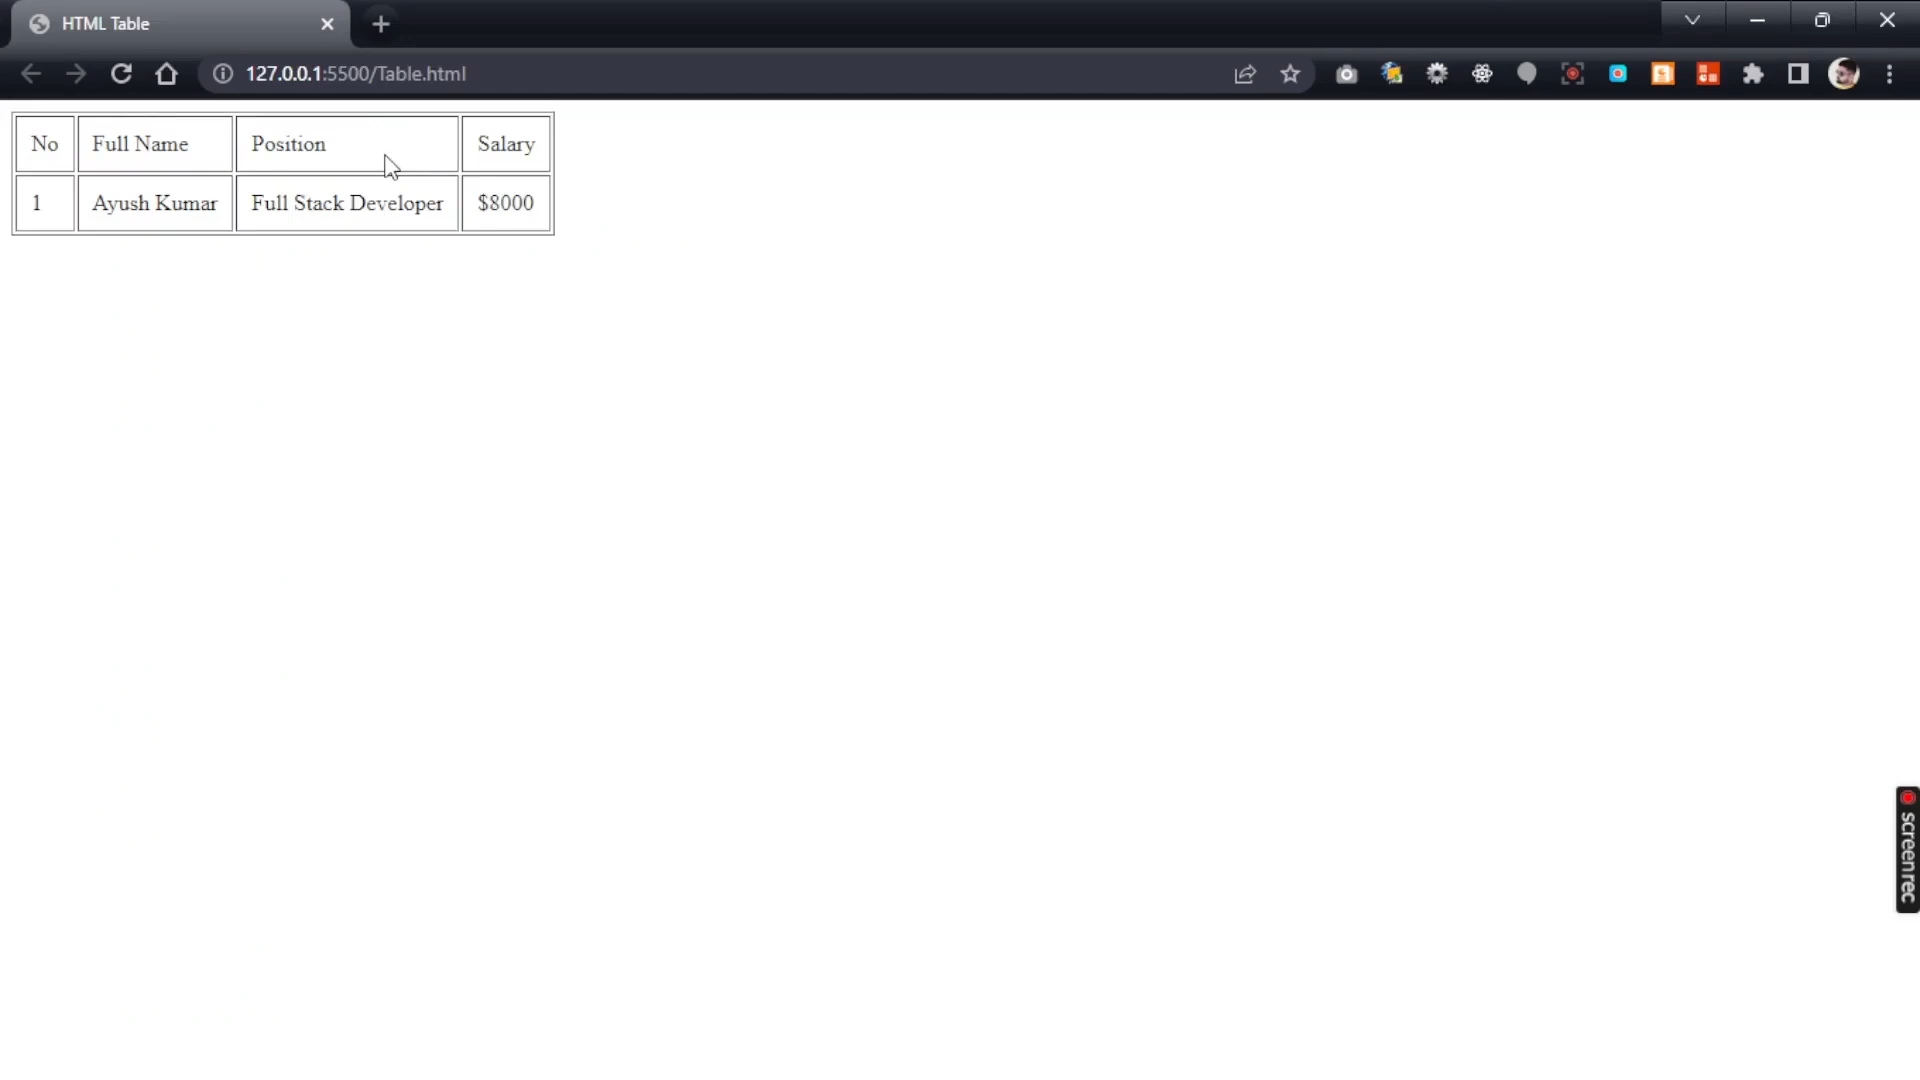 HTML Table
127.0.0.1:5500/Table.html
No Full Name Position Salary
1 Ayush Kumar Full Stack Developer $8000
screenrec